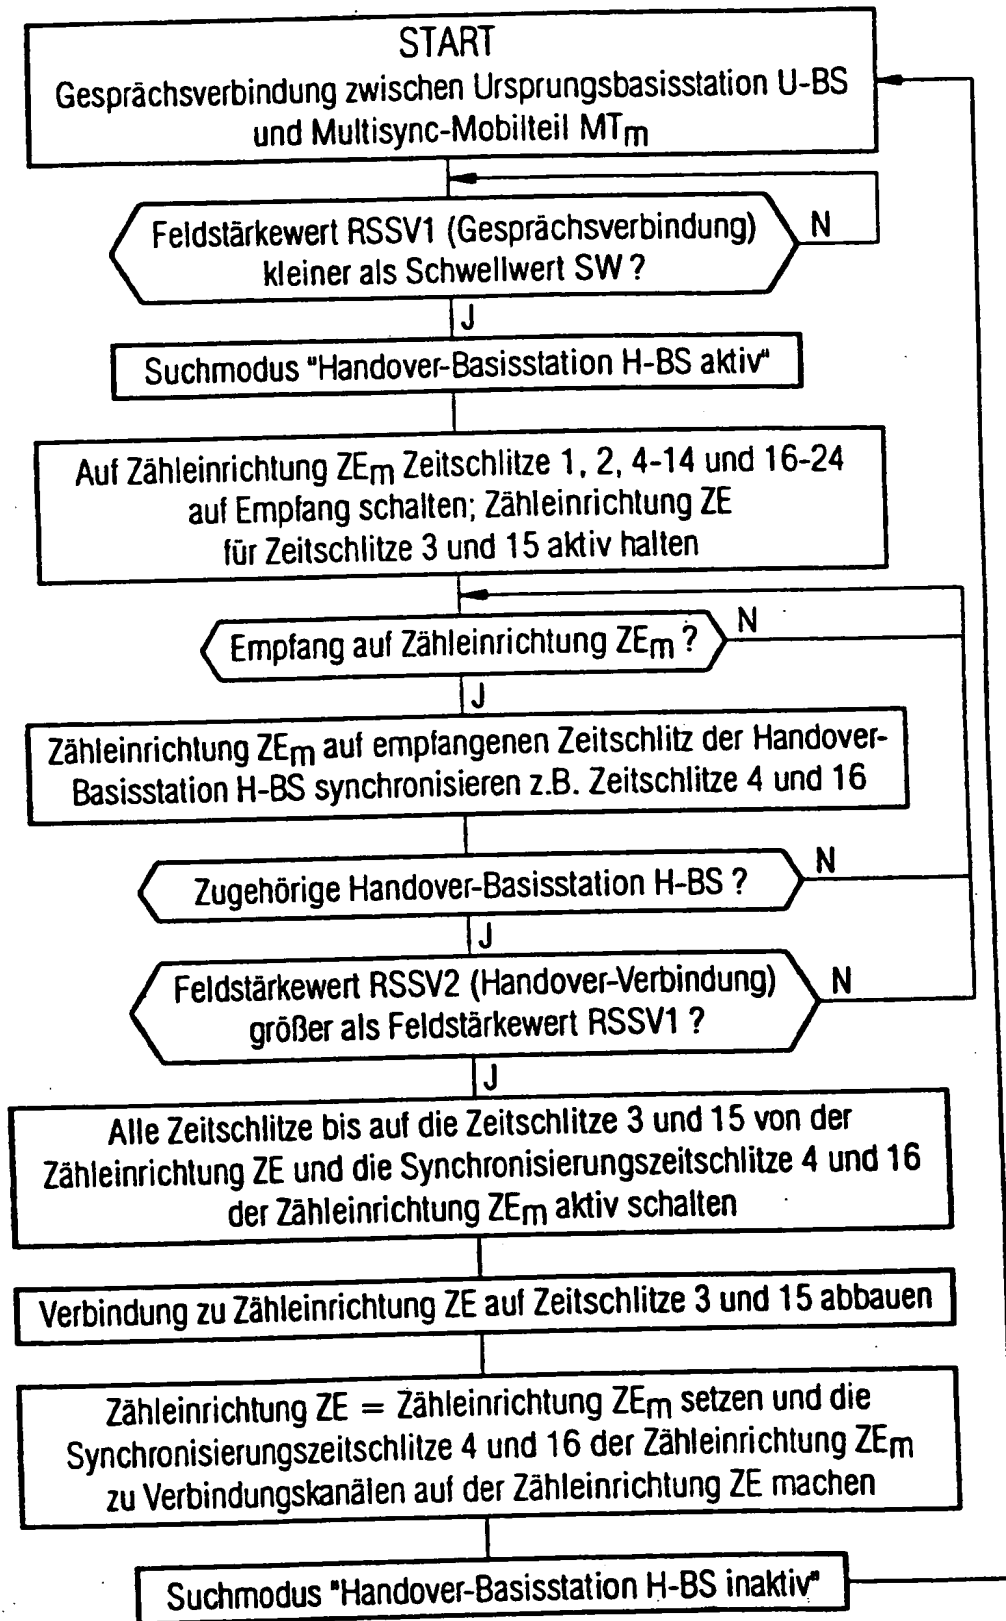 START
Gesprächsverbindung zwischen Ursprungsbasisstation U-BS
und Multisync-Mobilteil MTm
Feldstärkewert RSSV1 (Gesprächsverbindung)
kleiner als Schwellwert SW ?
N
J
Suchmodus "Handover-Basisstation H-BS aktiv"
Auf Zähleinrichtung ZEm Zeitschlitze 1, 2, 4-14 und 16-24
auf Empfang schalten; Zähleinrichtung ZE
für Zeitschlitze 3 und 15 aktiv halten
Empfang auf Zähleinrichtung ZEm ?
N
J
Zähleinrichtung ZEm auf empfangenen Zeitschlitz der Handover-
Basisstation H-BS synchronisieren z.B. Zeitschlitze 4 und 16
Zugehörige Handover-Basisstation H-BS ?
N
J
Feldstärkewert RSSV2 (Handover-Verbindung)
größer als Feldstärkewert RSSV1 ?
N
J
Alle Zeitschlitze bis auf die Zeitschlitze 3 und 15 von der
Zähleinrichtung ZE und die Synchronisierungszeitschlitze 4 und 16
der Zähleinrichtung ZEm aktiv schalten
Verbindung zu Zähleinrichtung ZE auf Zeitschlitze 3 und 15 abbauen
Zähleinrichtung ZE = Zähleinrichtung ZEm setzen und die
Synchronisierungszeitschlitze 4 und 16 der Zähleinrichtung ZEm
zu Verbindungskanälen auf der Zähleinrichtung ZE machen
Suchmodus "Handover-Basisstation H-BS inaktiv"